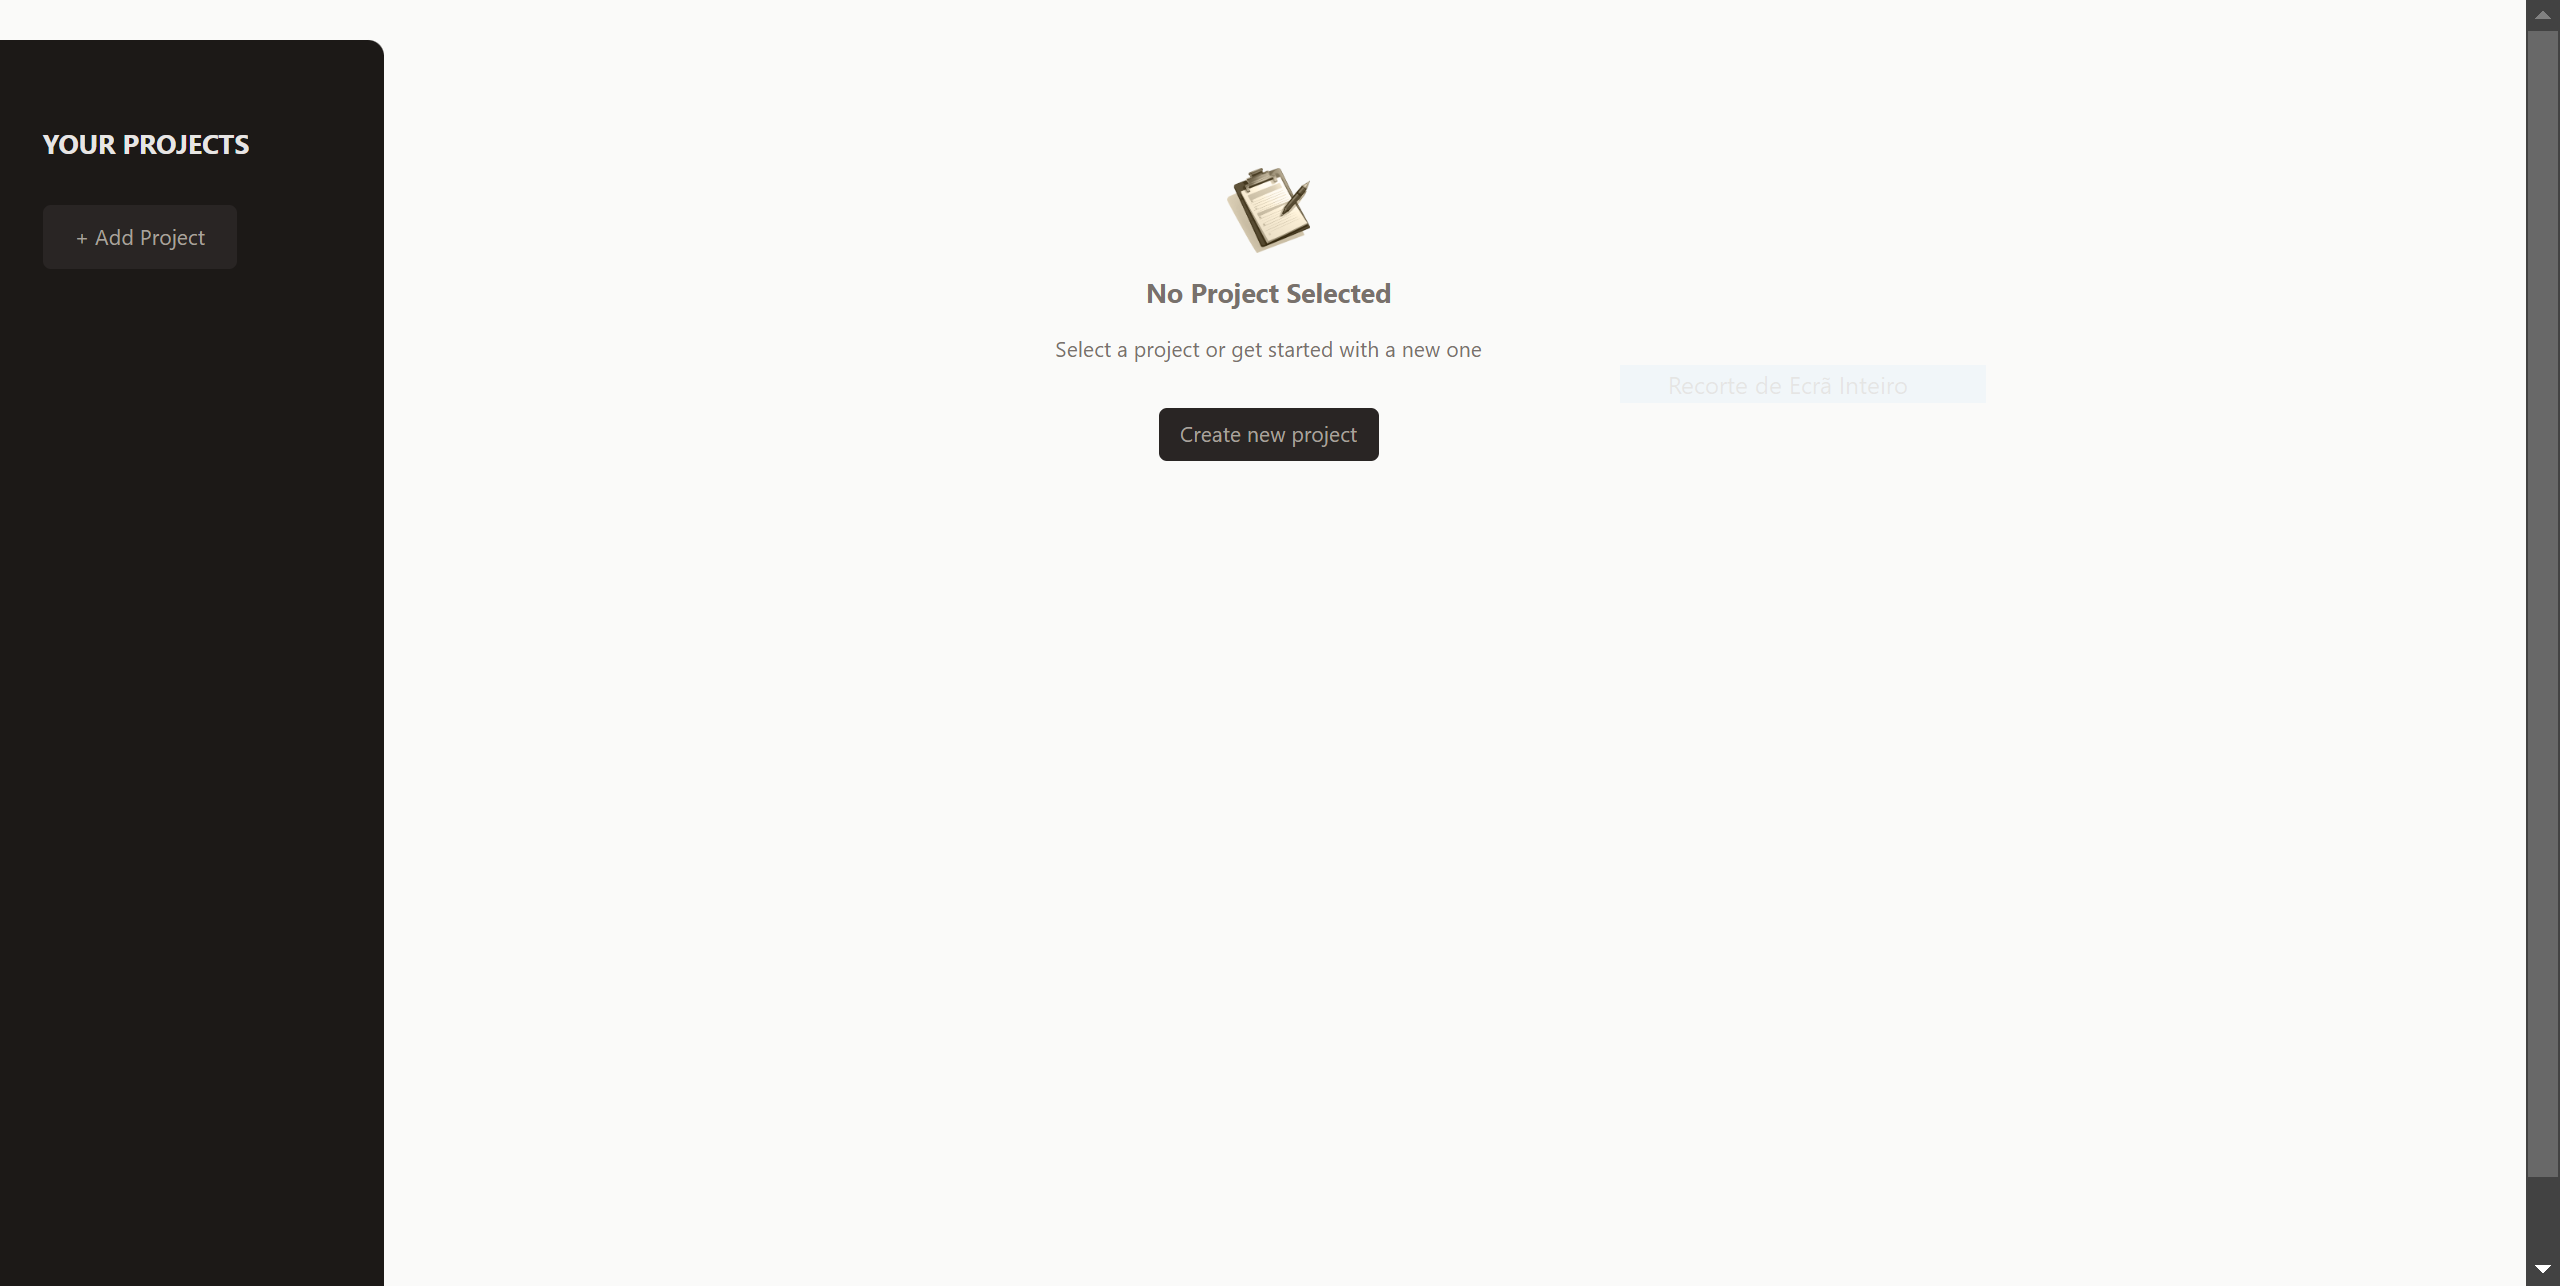 YOUR PROJECTS
+ Add Project
No Project Selected
Select a project or get started with a new one
Recorte de Ecrã Inteiro
Create new project